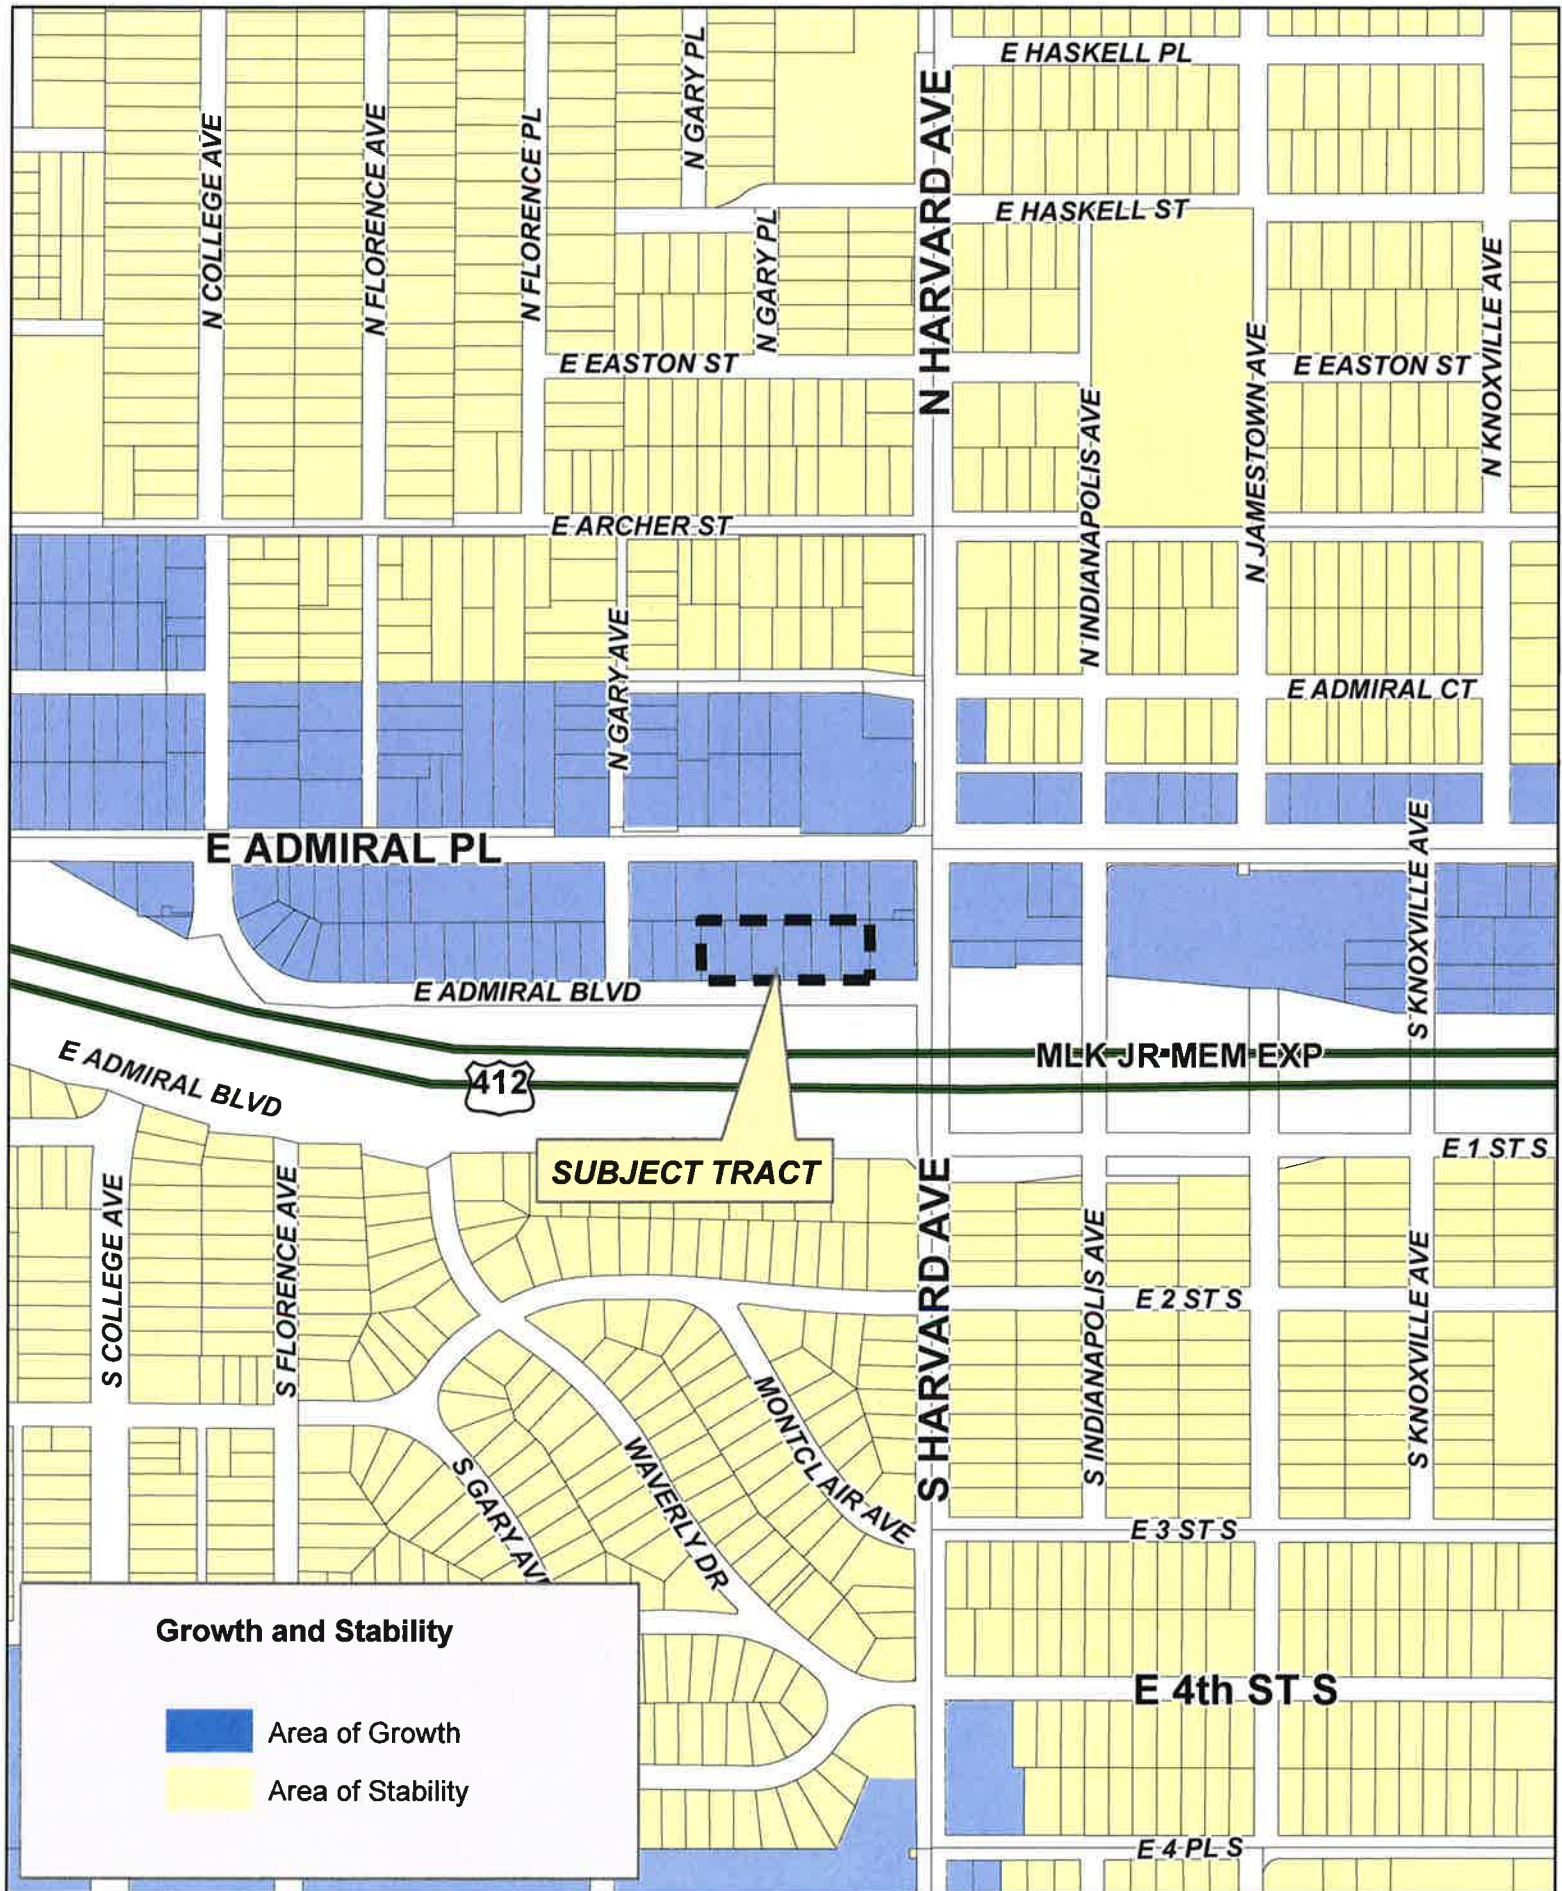 E HASKELL PL
N GARY PL
N HARVARD AVE
N COLLEGE AVE
N FLORENCE AVE
N FLORENCE PL
E HASKELL ST
N GARY PL
N KNOXVILLE AVE
E EASTON ST
E EASTON ST
N INDIANAPOLIS AVE
N JAMESTOWN AVE
E ARCHER ST
N GARY AVE
E ADMIRAL CT
E ADMIRAL PL
S KNOXVILLE AVE
E ADMIRAL BLVD
E ADMIRAL BLVD
412
MLK JR MEM EXP
E 1 ST S
SUBJECT TRACT
S COLLEGE AVE
S FLORENCE AVE
S HARVARD AVE
S INDIANAPOLIS AVE
S KNOXVILLE AVE
E 2 ST S
MONTCLAIR AVE
WAVERLY DR
S GARY AVE
E 3 ST S
Growth and Stability
Area of Growth
Area of Stability
E 4th ST S
E 4 PL S